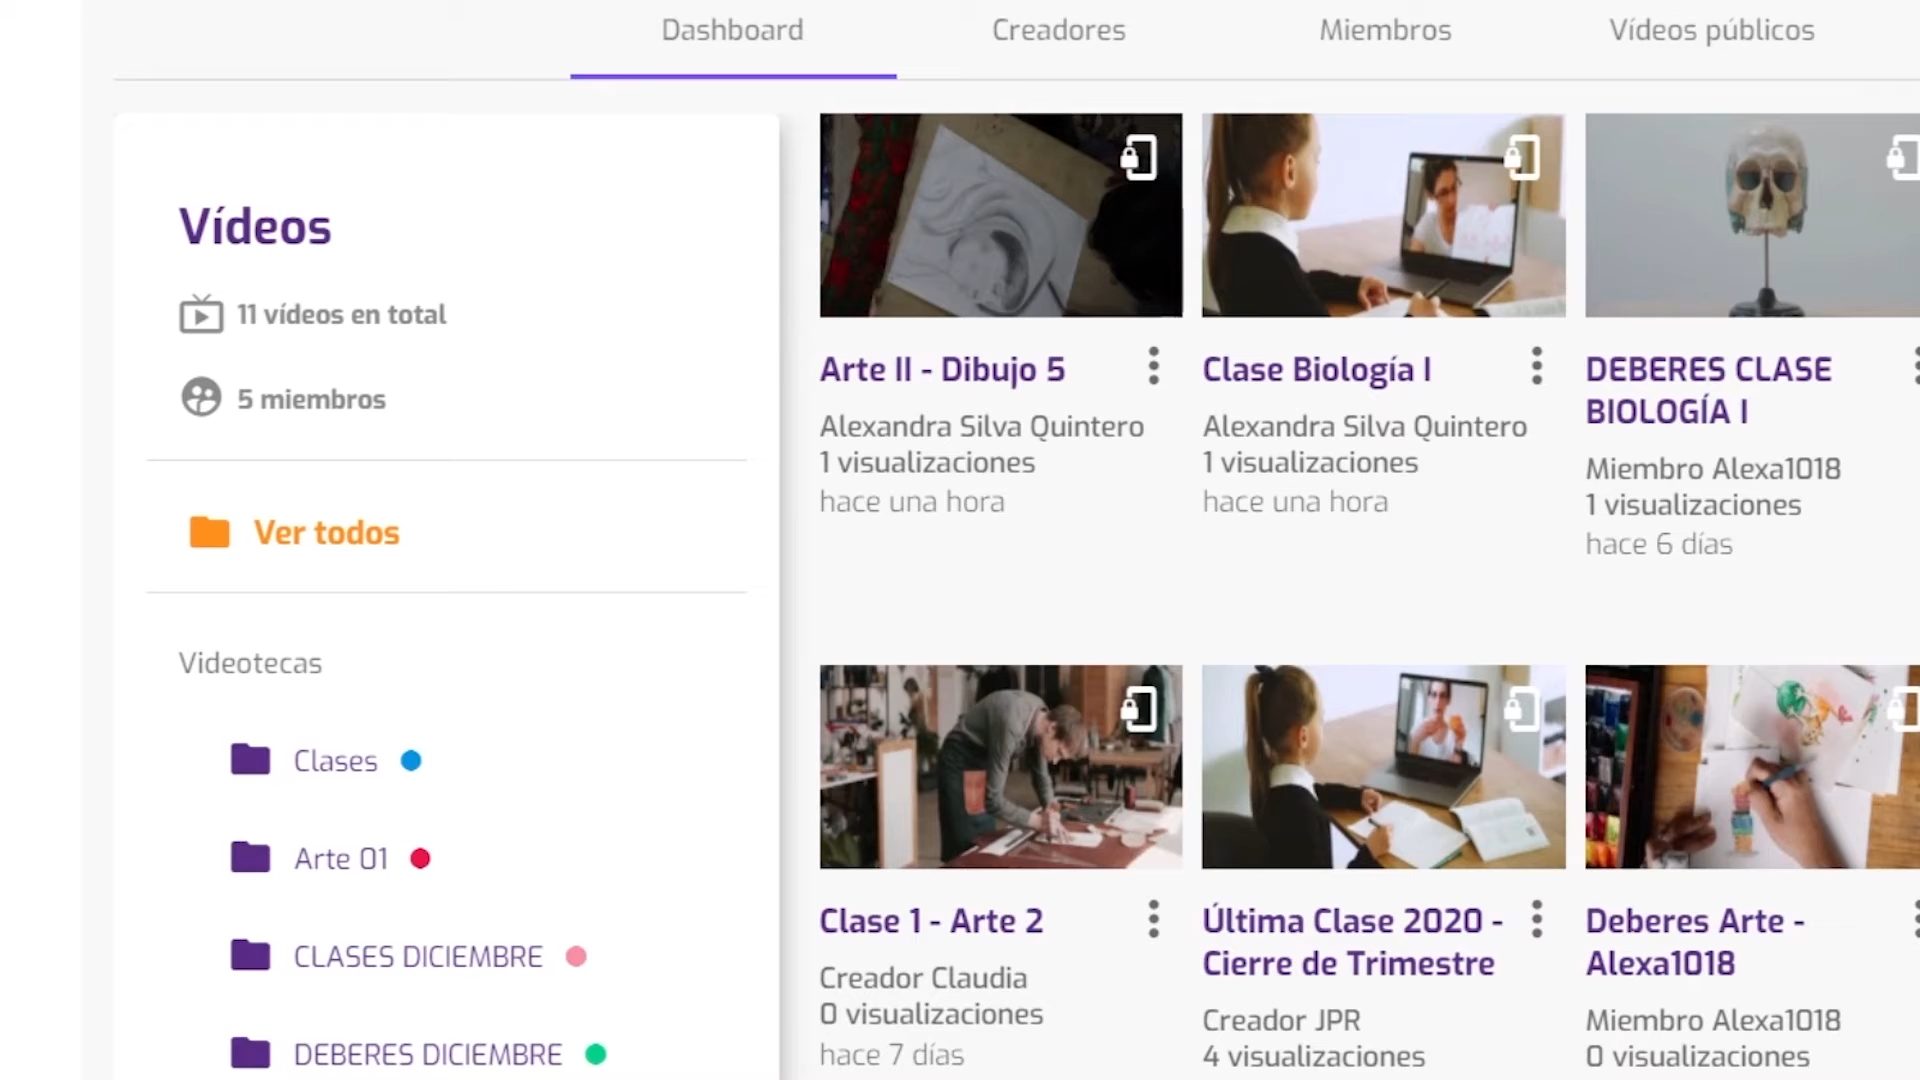 Dashboard
Creadores
Miembros
Vídeos públicos
Vídeos
11 vídeos en total
5 miembros
Ver todos
Videotecas
Clases
Arte 01
CLASES DICIEMBRE
DEBERES DICIEMBRE
Arte II - Dibujo 5
Alexandra Silva Quintero
1 visualizaciones
hace una hora
Clase Biología I
Alexandra Silva Quintero
1 visualizaciones
hace una hora
DEBERES CLASE
BIOLOGÍA I
Miembro Alexa1018
1 visualizaciones
hace 6 días
Clase 1 - Arte 2
Creador Claudia
0 visualizaciones
hace 7 días
Última Clase 2020 -
Cierre de Trimestre
Creador JPR
4 visualizaciones
Deberes Arte -
Alexa1018
Miembro Alexa1018
0 visualizaciones